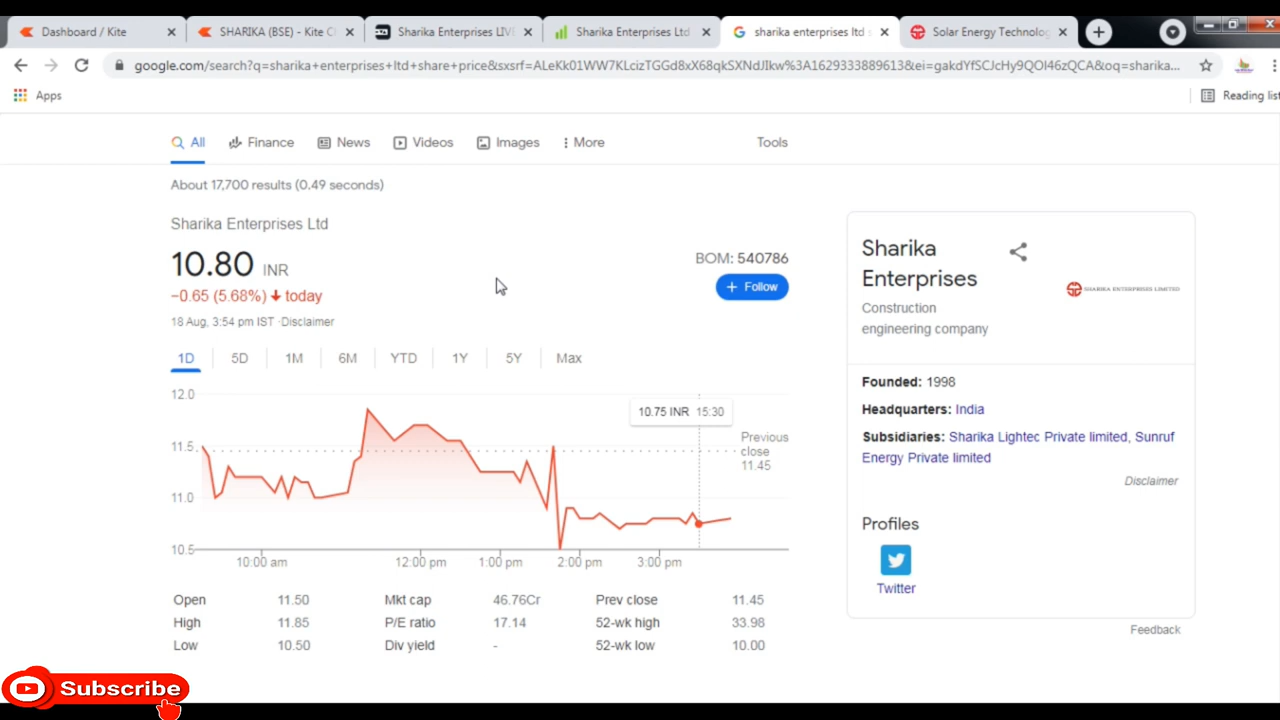 Dashboard / Kite
SHARIKA (BSE) - Kite C
Sharika Enterprises LTD
Sharika Enterprises Ltd
sharika enterprises ltd s
Solar Energy Technolog
google.com/search?q=sharika+enterprises+ltd+share+price&sxsrf=ALeKk01WW7KLcizTGGd8xX68qkSXNdJIkw%3A1629333889613&ei=gakdYfSCJcHy9QOI46zQCA&oq=sharika...
Apps
Reading list
All
Finance
News
Videos
Images
More
Tools
About 17,700 results (0.49 seconds)
Sharika Enterprises Ltd
10.80 INR
BOM: 540786
−0.65 (5.68%) ↓ today
+ Follow
18 Aug, 3:54 pm IST · Disclaimer
1D
5D
1M
6M
YTD
1Y
5Y
Max
12.0
11.5
11.0
10.5
10.75 INR 15:30
Previous
close
11.45
10:00 am
12:00 pm
1:00 pm
2:00 pm
3:00 pm
Open 11.50 Mkt cap 46.76Cr Prev close 11.45
High 11.85 P/E ratio 17.14 52-wk high 33.98
Low 10.50 Div yield - 52-wk low 10.00
Sharika
Enterprises
SHARIKA ENTERPRISES LIMITED
Construction
engineering company
Founded: 1998
Headquarters: India
Subsidiaries: Sharika Lightec Private limited, Sunruf
Energy Private limited
Disclaimer
Profiles
Twitter
Feedback
Subscribe